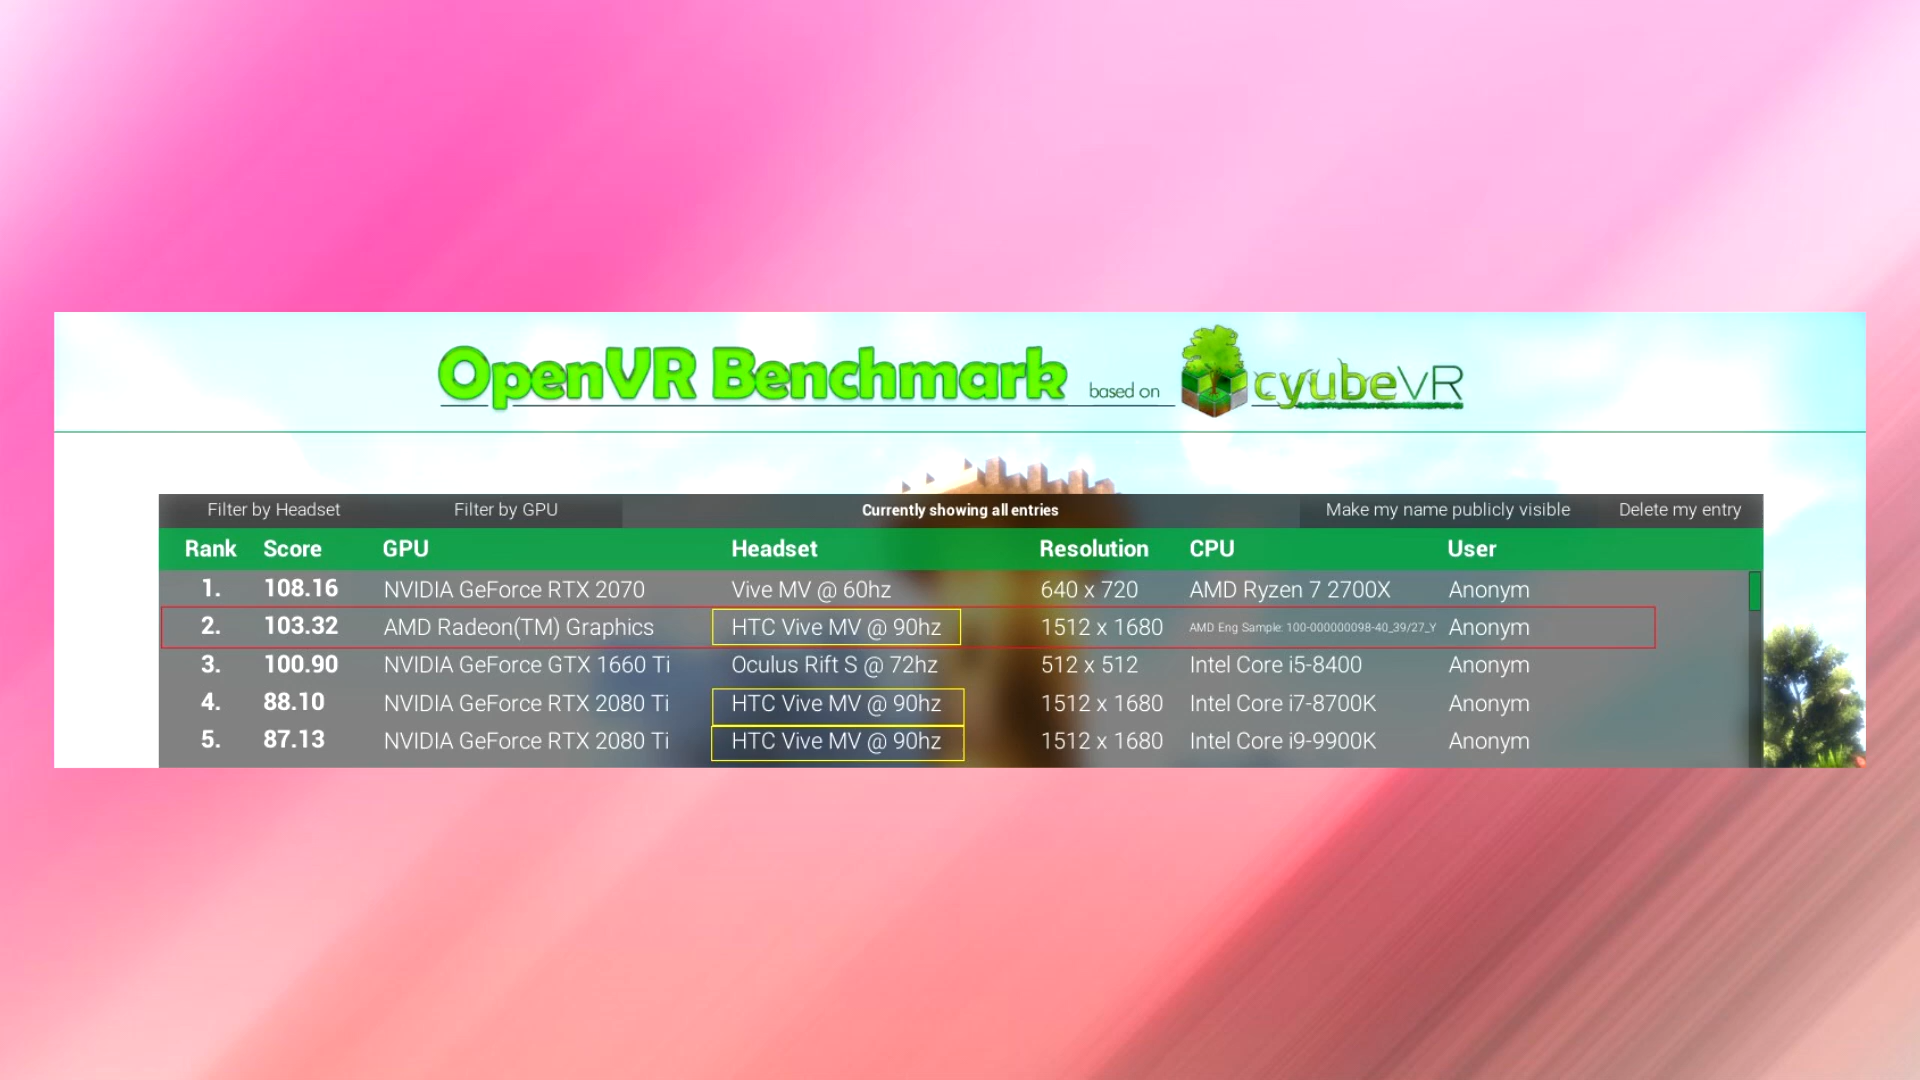 OpenVR Benchmark based on cyubeVR
Filter by Headset Filter by GPU Currently showing all entries Make my name publicly visible Delete my entry
Rank Score GPU Headset Resolution CPU User
1. 108.16 NVIDIA GeForce RTX 2070 Vive MV @ 60hz 640 x 720 AMD Ryzen 7 2700X Anonym
2. 103.32 AMD Radeon(TM) Graphics HTC Vive MV @ 90hz 1512 x 1680 AMD Eng Sample: 100-000000098-40_39/27_Y Anonym
3. 100.90 NVIDIA GeForce GTX 1660 Ti Oculus Rift S @ 72hz 512 x 512 Intel Core i5-8400 Anonym
4. 88.10 NVIDIA GeForce RTX 2080 Ti HTC Vive MV @ 90hz 1512 x 1680 Intel Core i7-8700K Anonym
5. 87.13 NVIDIA GeForce RTX 2080 Ti HTC Vive MV @ 90hz 1512 x 1680 Intel Core i9-9900K Anonym